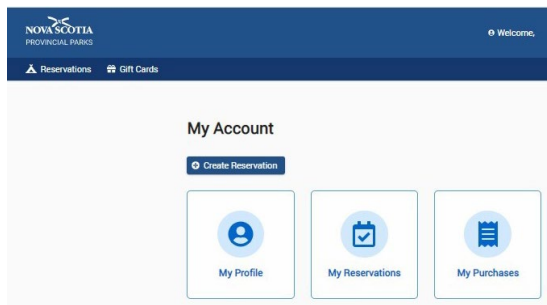 NOVA SCOTIA
PROVINCIAL PARKS
Welcome,
Reservations Gift Cards
My Account
Create Reservation
My Profile My Reservations My Purchases